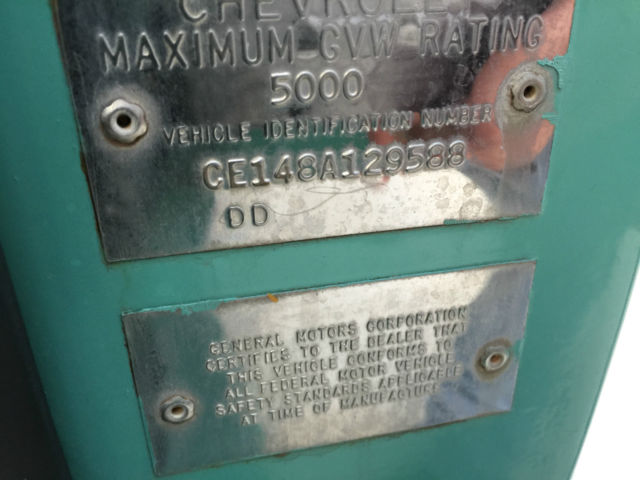 CHEVROLET
MAXIMUM GVW RATING
5000
VEHICLE IDENTIFICATION NUMBER
CE148A129588
DD
GENERAL MOTORS CORPORATION
CERTIFIES TO THE DEALER THAT
THIS VEHICLE CONFORMS TO
ALL FEDERAL MOTOR VEHICLE
SAFETY STANDARDS APPLICABLE
AT TIME OF MANUFACTURE